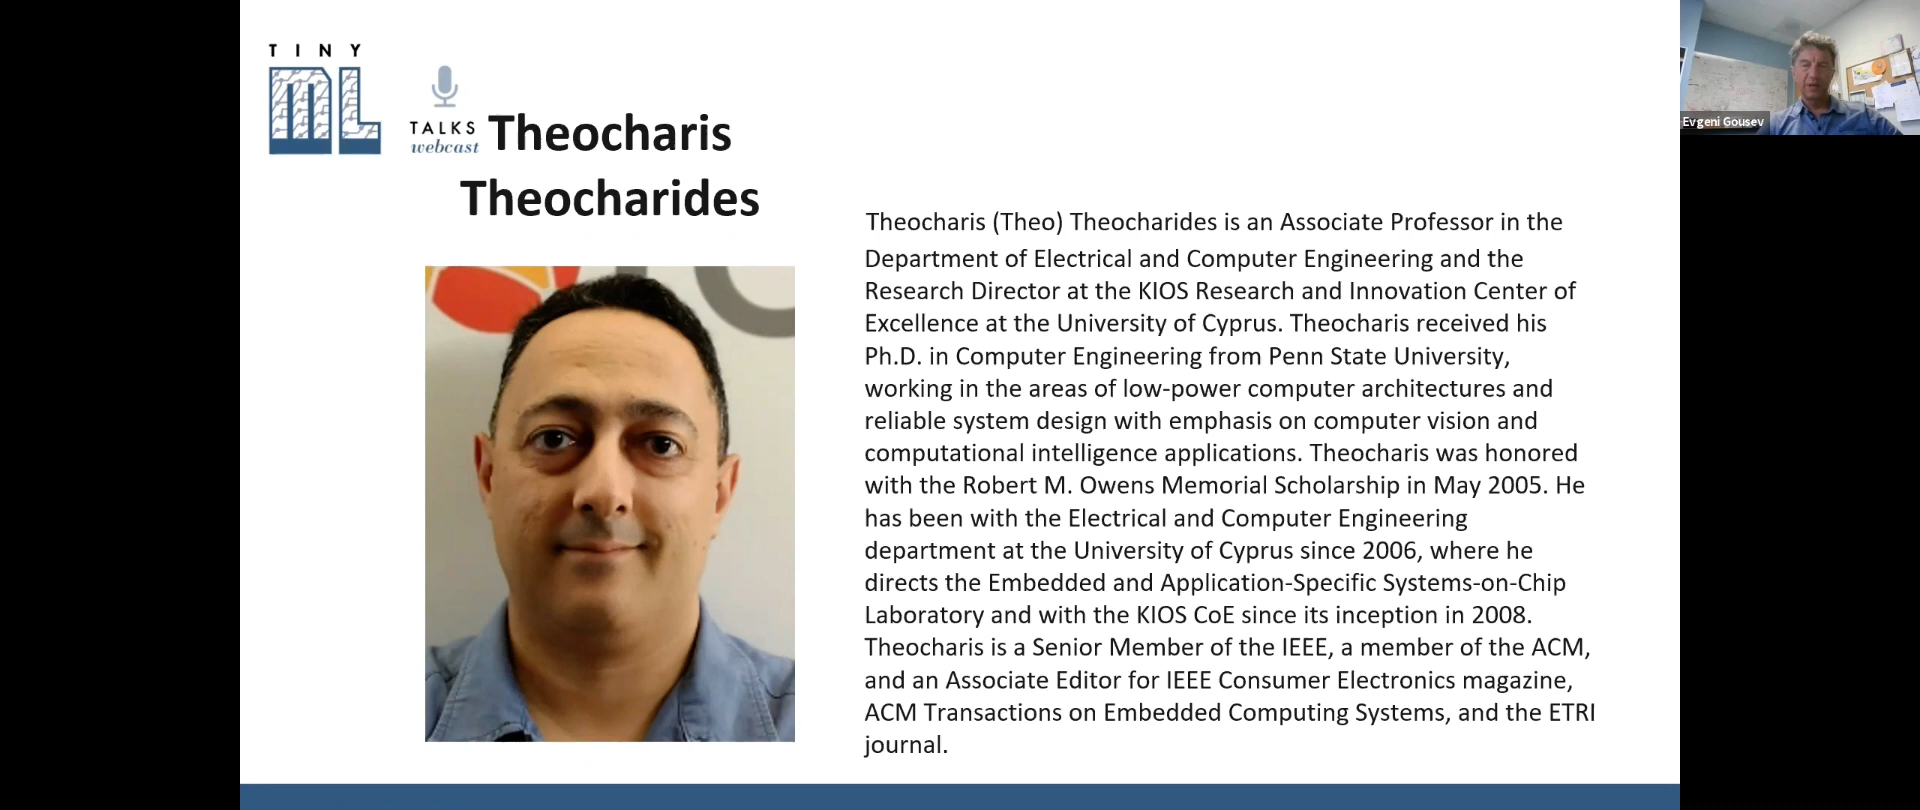 TINY
ML
TALKS
webcast
Theocharis
Theocharides
Theocharis (Theo) Theocharides is an Associate Professor in the
Department of Electrical and Computer Engineering and the
Research Director at the KIOS Research and Innovation Center of
Excellence at the University of Cyprus. Theocharis received his
Ph.D. in Computer Engineering from Penn State University,
working in the areas of low-power computer architectures and
reliable system design with emphasis on computer vision and
computational intelligence applications. Theocharis was honored
with the Robert M. Owens Memorial Scholarship in May 2005. He
has been with the Electrical and Computer Engineering
department at the University of Cyprus since 2006, where he
directs the Embedded and Application-Specific Systems-on-Chip
Laboratory and with the KIOS CoE since its inception in 2008.
Theocharis is a Senior Member of the IEEE, a member of the ACM,
and an Associate Editor for IEEE Consumer Electronics magazine,
ACM Transactions on Embedded Computing Systems, and the ETRI
journal.
Evgeni Gousev